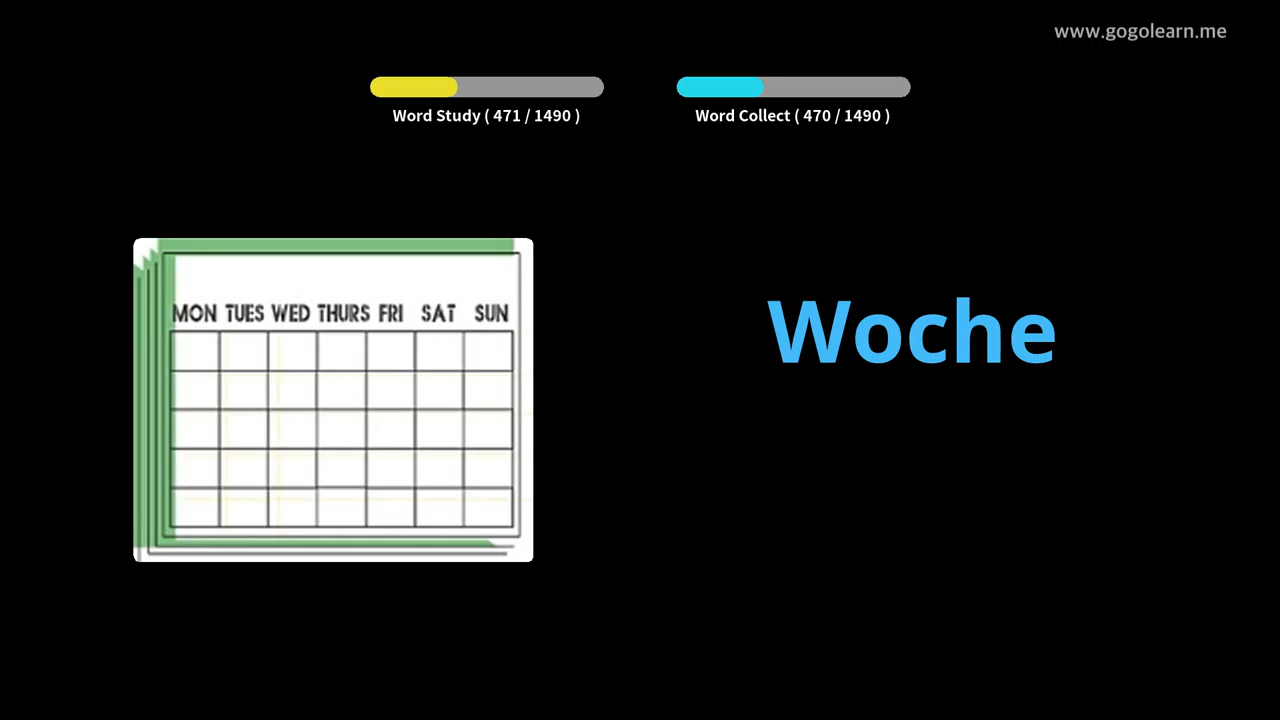 www.gogolearn.me
Word Study ( 471 / 1490 )
Word Collect ( 470 / 1490 )
MON TUES WED THURS FRI SAT SUN
Woche